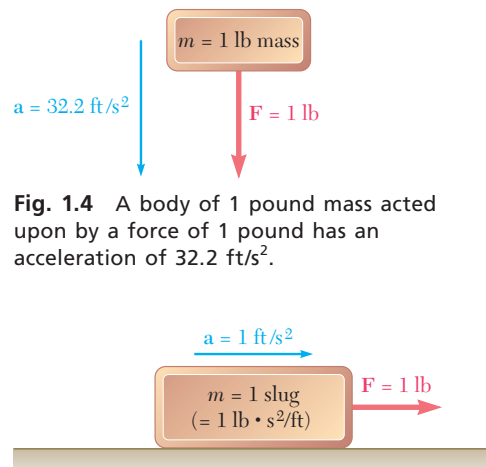 m = 1 lb mass
a = 32.2 ft/s²
F = 1 lb
Fig. 1.4 A body of 1 pound mass acted
upon by a force of 1 pound has an
acceleration of 32.2 ft/s².
a = 1 ft/s²
m = 1 slug
(= 1 lb • s²/ft)
F = 1 lb